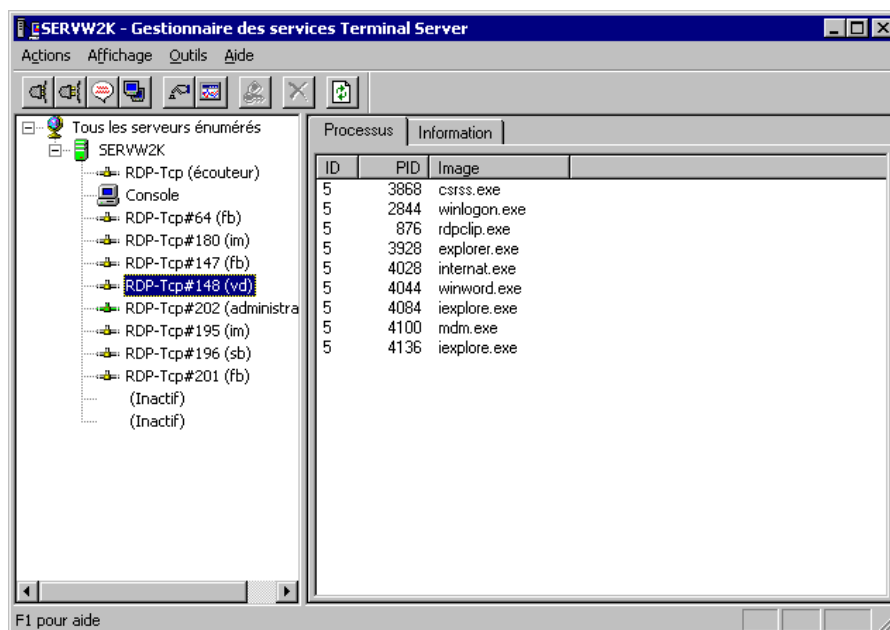 SERVW2K - Gestionnaire des services Terminal Server
Actions Affichage Outils Aide
Tous les serveurs énumérés
SERVW2K
RDP-Tcp (écouteur)
Console
RDP-Tcp#64 (fb)
RDP-Tcp#180 (im)
RDP-Tcp#147 (fb)
RDP-Tcp#148 (vd)
RDP-Tcp#202 (administra
RDP-Tcp#195 (im)
RDP-Tcp#196 (sb)
RDP-Tcp#201 (fb)
(Inactif)
(Inactif)
Processus Information
ID PID Image
5 3868 csrss.exe
5 2844 winlogon.exe
5 876 rdpclip.exe
5 3928 explorer.exe
5 4028 internat.exe
5 4044 winword.exe
5 4084 iexplore.exe
5 4100 mdm.exe
5 4136 iexplore.exe
F1 pour aide